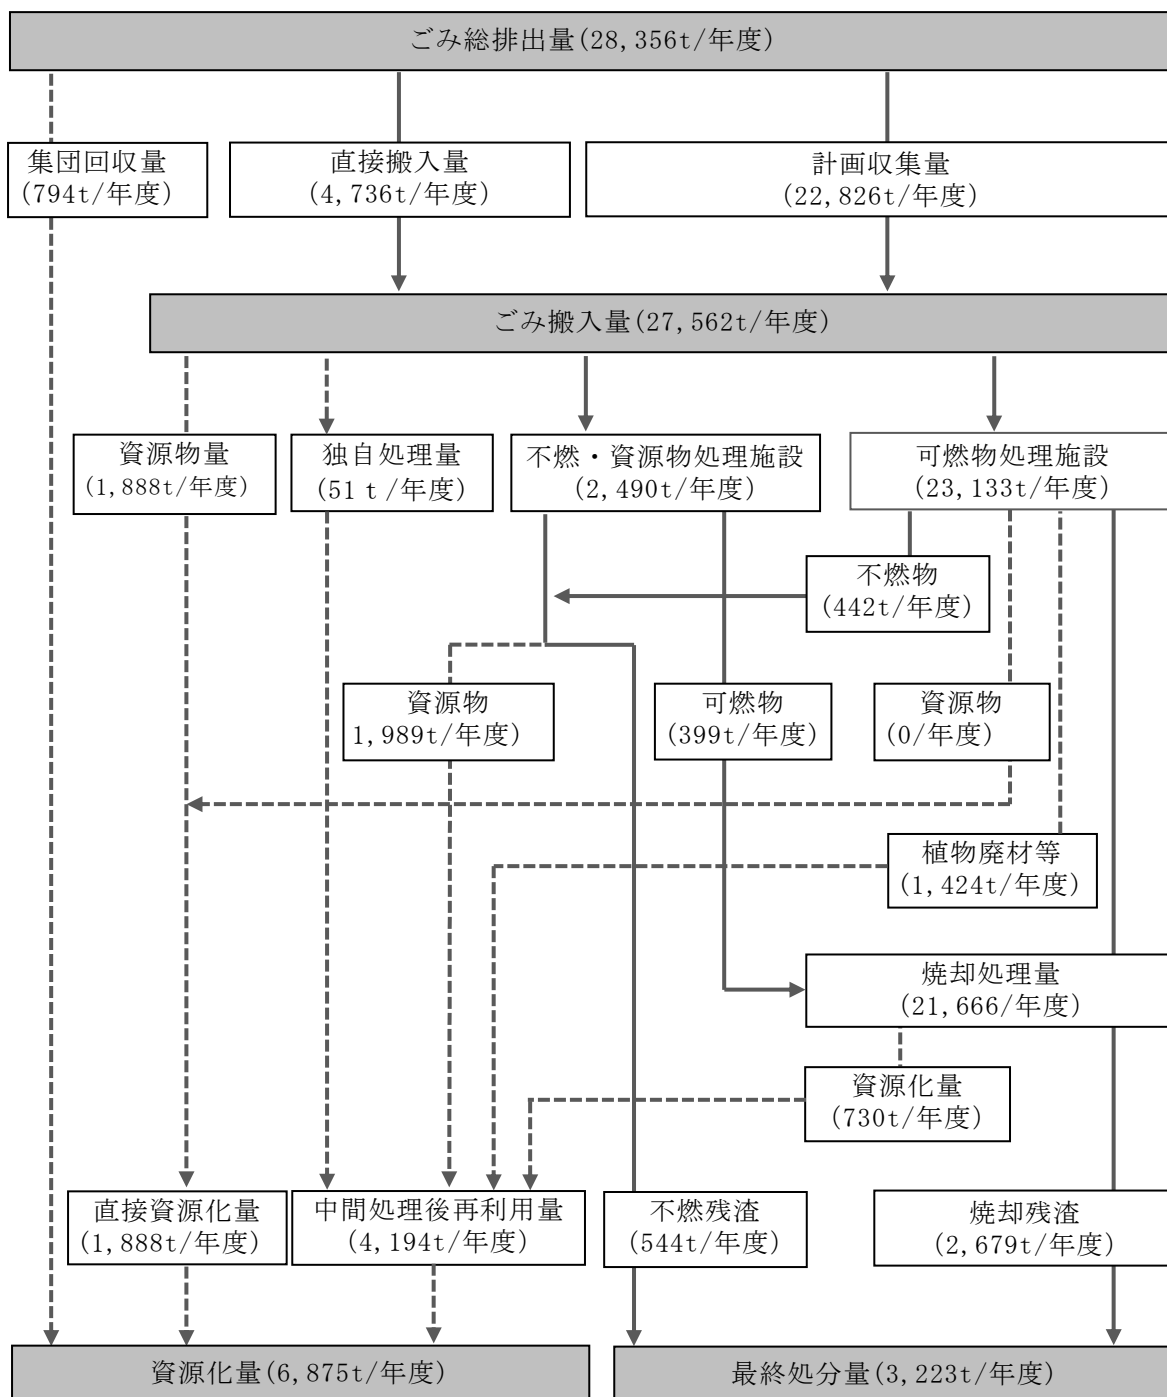 ごみ総排出量(28,356t/年度)
集団回収量
(794t/年度)
直接搬入量
(4,736t/年度)
計画収集量
(22,826t/年度)
ごみ搬入量(27,562t/年度)
資源物量
(1,888t/年度)
独自処理量
(51ｔ/年度)
不燃・資源物処理施設
(2,490t/年度)
可燃物処理施設
(23,133t/年度)
不燃物
(442t/年度)
資源物
1,989t/年度)
可燃物
(399t/年度)
資源物
(0/年度)
植物廃材等
(1,424t/年度)
焼却処理量
(21,666/年度)
資源化量
(730t/年度)
直接資源化量
(1,888t/年度)
中間処理後再利用量
(4,194t/年度)
不燃残渣
(544t/年度)
焼却残渣
(2,679t/年度)
資源化量(6,875t/年度)
最終処分量(3,223t/年度)